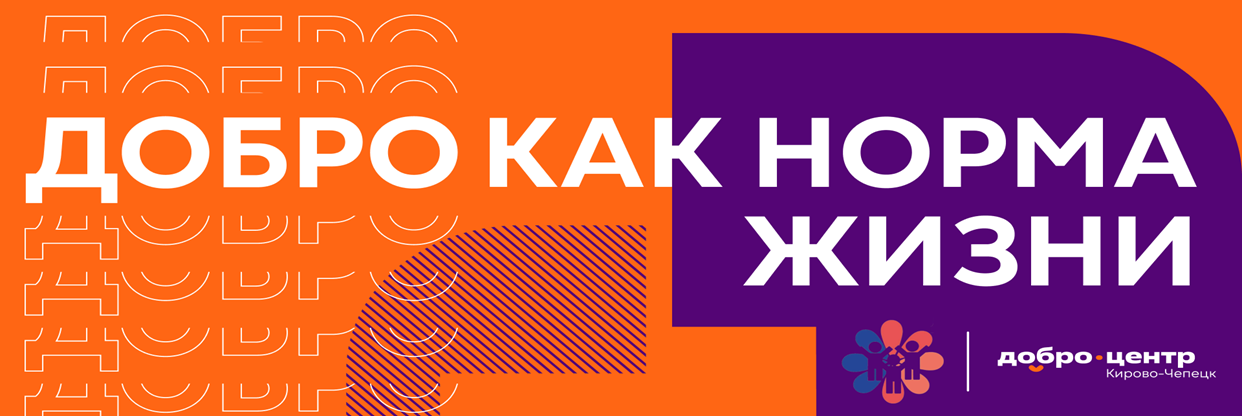 ДОБРО
ДОБРО
ДОБРО КАК НОРМА
ЖИЗНИ
ДОБРО
ДОБРО
ДОБРО
ДОБРО
добро•центр
Кирово-Чепецк